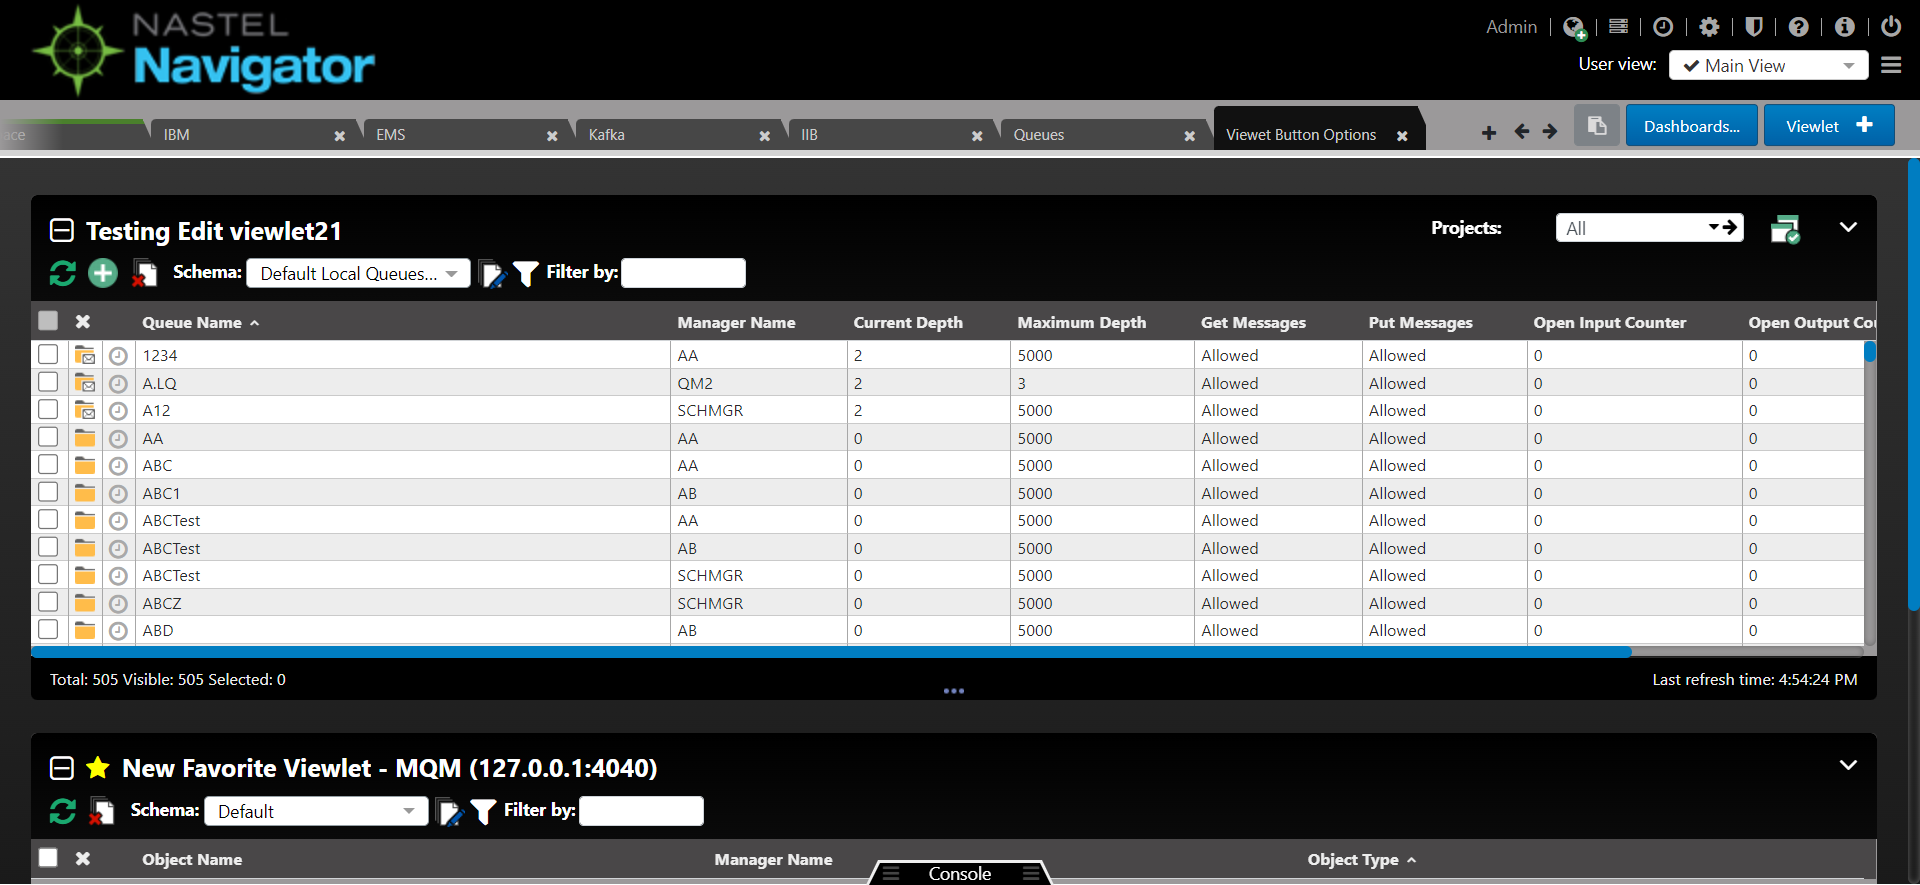 NASTEL
Navigator
Admin
User view: Main View
ace
IBM
EMS
Kafka
IIB
Queues
Viewet Button Options
Dashboards...
Viewlet
Testing Edit viewlet21
Projects: All
Schema: Default Local Queues... Filter by:
Queue Name Manager Name Current Depth Maximum Depth Get Messages Put Messages Open Input Counter Open Output Cou
1234 AA 2 5000 Allowed Allowed 0 0
A.LQ QM2 2 3 Allowed Allowed 0 0
A12 SCHMGR 2 5000 Allowed Allowed 0 0
AA AA 0 5000 Allowed Allowed 0 0
ABC AA 0 5000 Allowed Allowed 0 0
ABC1 AB 0 5000 Allowed Allowed 0 0
ABCTest AA 0 5000 Allowed Allowed 0 0
ABCTest AB 0 5000 Allowed Allowed 0 0
ABCTest SCHMGR 0 5000 Allowed Allowed 0 0
ABCZ SCHMGR 0 5000 Allowed Allowed 0 0
ABD AB 0 5000 Allowed Allowed 0 0
Total: 505 Visible: 505 Selected: 0
Last refresh time: 4:54:24 PM
New Favorite Viewlet - MQM (127.0.0.1:4040)
Schema: Default Filter by:
Object Name Manager Name Object Type
Console